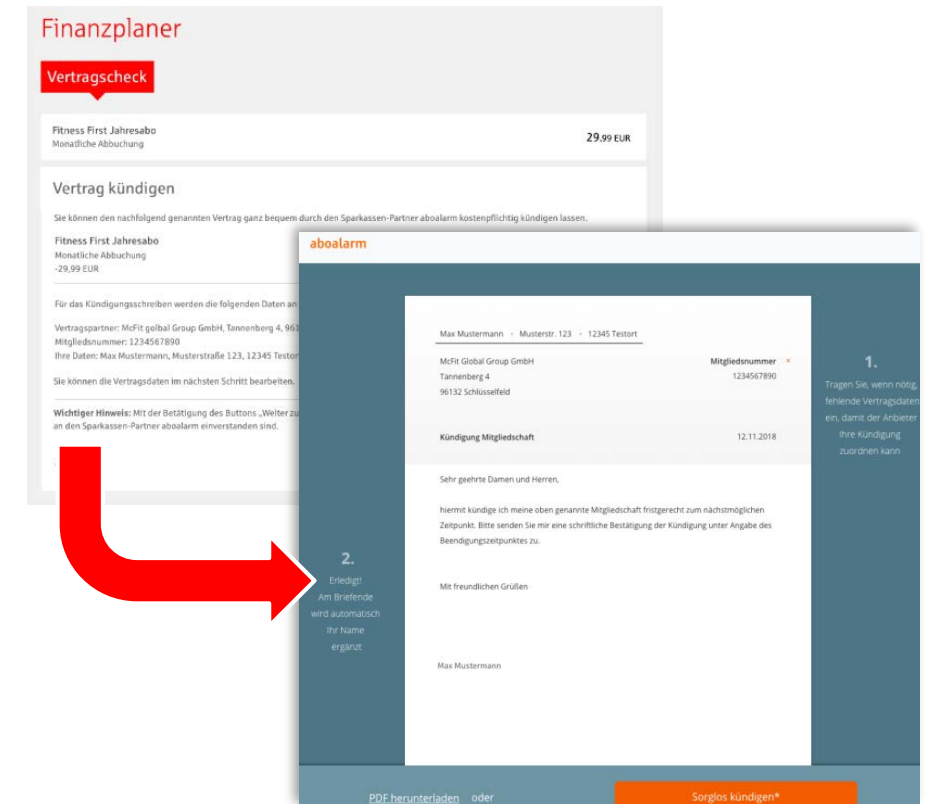 Finanzplaner
Vertragscheck
Fitness First Jahresabo
Monatliche Abbuchung
29,99 EUR
Vertrag kündigen
Sie können den nachfolgend genannten Vertrag ganz bequem durch den Sparkassen-Partner aboalarm kostenpflichtig kündigen lassen.
Fitness First Jahresabo
Monatliche Abbuchung
-29,99 EUR
Für das Kündigungsschreiben werden die folgenden Daten an
Vertragspartner: McFit golbal Group GmbH, Tannenberg 4, 961
Mitgliedsnummer: 1234567890
Ihre Daten: Max Mustermann, Musterstraße 123, 12345 Testor
Sie können die Vertragsdaten im nächsten Schritt bearbeiten.
Wichtiger Hinweis: Mit der Betätigung des Buttons „Weiter zu
an den Sparkassen-Partner aboalarm einverstanden sind.
aboalarm
Max Mustermann - Musterstr. 123 - 12345 Testort
McFit Global Group GmbH
Tannenberg 4
96132 Schlüsselfeld
Mitgliedsnummer ×
1234567890
Kündigung Mitgliedschaft
12.11.2018
Sehr geehrte Damen und Herren,
hiermit kündige ich meine oben genannte Mitgliedschaft fristgerecht zum nächstmöglichen
Zeitpunkt. Bitte senden Sie mir eine schriftliche Bestätigung der Kündigung unter Angabe des
Beendigungszeitpunktes zu.
Mit freundlichen Grüßen
Max Mustermann
1.
Tragen Sie, wenn nötig,
fehlende Vertragsdaten
ein, damit der Anbieter
Ihre Kündigung
zuordnen kann
2.
Erledigt!
Am Briefende
wird automatisch
Ihr Name
ergänzt
PDF herunterladen oder
Sorglos kündigen*